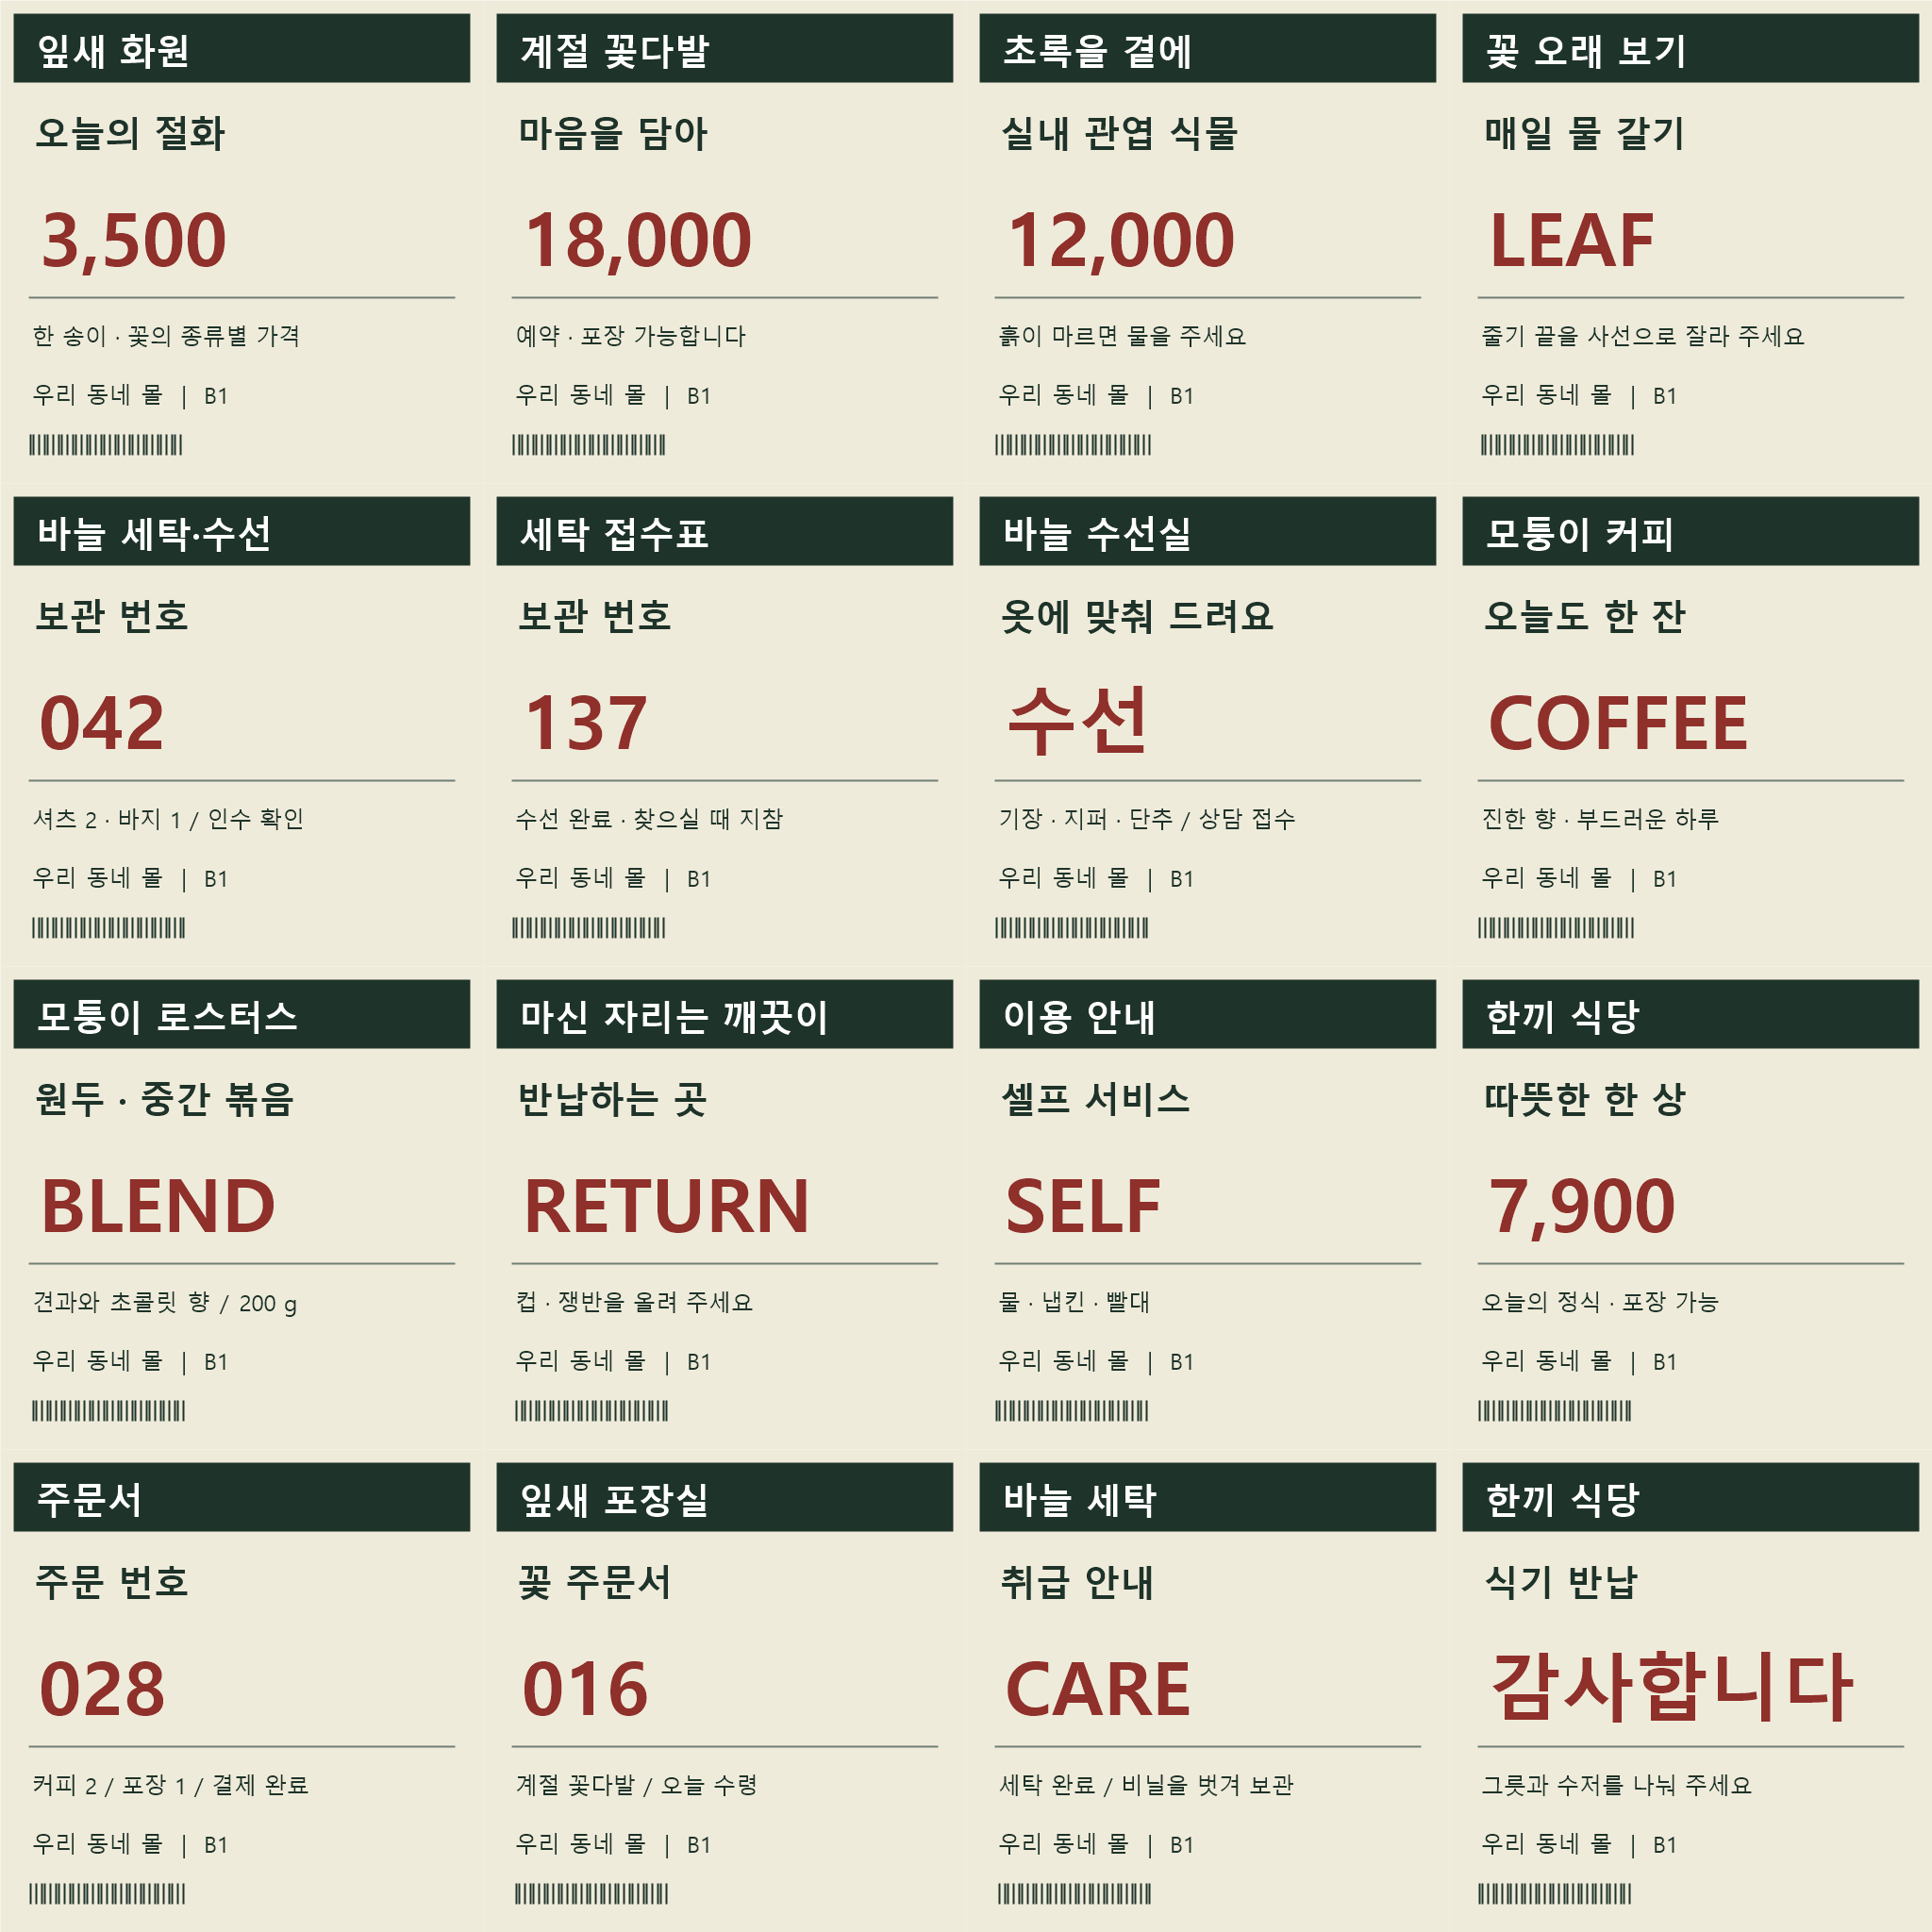 잎새 화원
오늘의 절화
3,500
한 송이 · 꽃의 종류별 가격
우리 동네 몰 | B1
계절 꽃다발
마음을 담아
18,000
예약 · 포장 가능합니다
우리 동네 몰 | B1
초록을 곁에
실내 관엽 식물
12,000
흙이 마르면 물을 주세요
우리 동네 몰 | B1
꽃 오래 보기
매일 물 갈기
LEAF
줄기 끝을 사선으로 잘라 주세요
우리 동네 몰 | B1
바늘 세탁·수선
보관 번호
042
셔츠 2 · 바지 1 / 인수 확인
우리 동네 몰 | B1
세탁 접수표
보관 번호
137
수선 완료 · 찾으실 때 지참
우리 동네 몰 | B1
바늘 수선실
옷에 맞춰 드려요
수선
기장 · 지퍼 · 단추 / 상담 접수
우리 동네 몰 | B1
모퉁이 커피
오늘도 한 잔
COFFEE
진한 향 · 부드러운 하루
우리 동네 몰 | B1
모퉁이 로스터스
원두 · 중간 볶음
BLEND
견과와 초콜릿 향 / 200 g
우리 동네 몰 | B1
마신 자리는 깨끗이
반납하는 곳
RETURN
컵 · 쟁반을 올려 주세요
우리 동네 몰 | B1
이용 안내
셀프 서비스
SELF
물 · 냅킨 · 빨대
우리 동네 몰 | B1
한끼 식당
따뜻한 한 상
7,900
오늘의 정식 · 포장 가능
우리 동네 몰 | B1
주문서
주문 번호
028
커피 2 / 포장 1 / 결제 완료
우리 동네 몰 | B1
잎새 포장실
꽃 주문서
016
계절 꽃다발 / 오늘 수령
우리 동네 몰 | B1
바늘 세탁
취급 안내
CARE
세탁 완료 / 비닐을 벗겨 보관
우리 동네 몰 | B1
한끼 식당
식기 반납
감사합니다
그릇과 수저를 나눠 주세요
우리 동네 몰 | B1